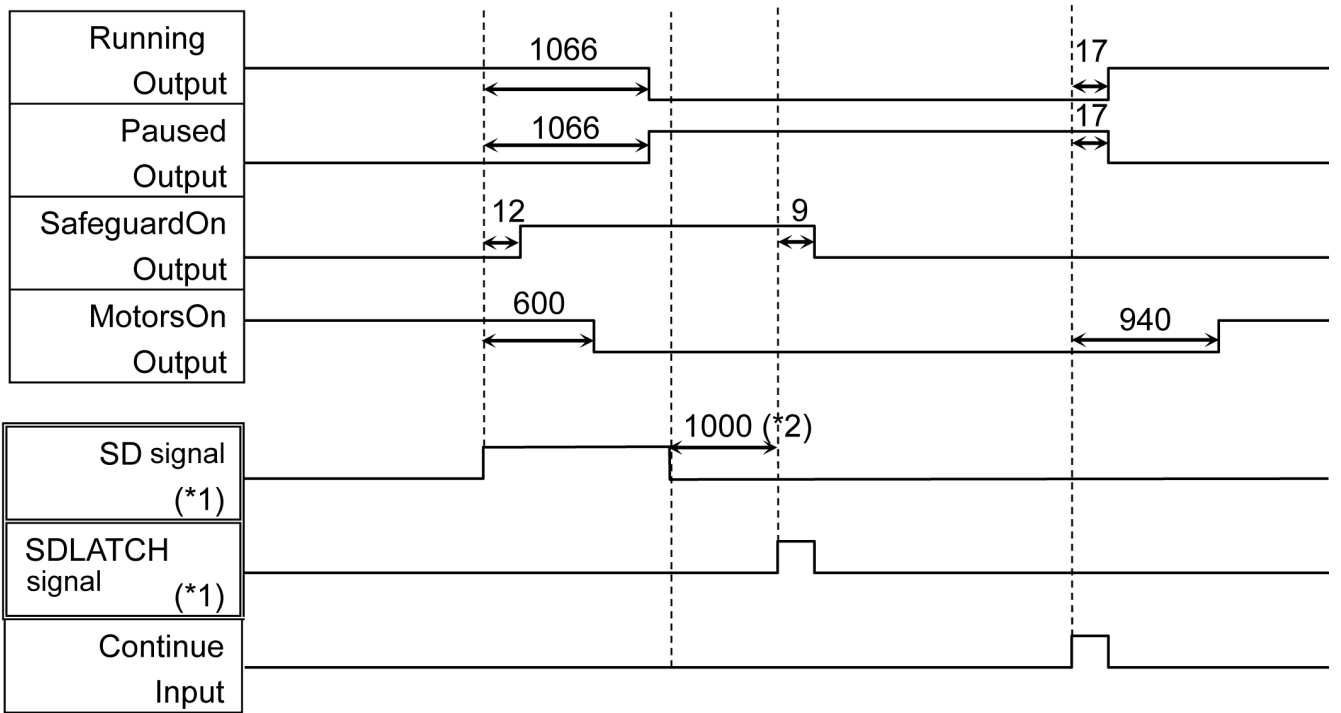 Running
Output
1066
17
Paused
Output
1066
17
SafeguardOn
Output
12
9
MotorsOn
Output
600
940
SD signal
(*1)
1000 (*2)
SDLATCH
signal (*1)
Continue
Input